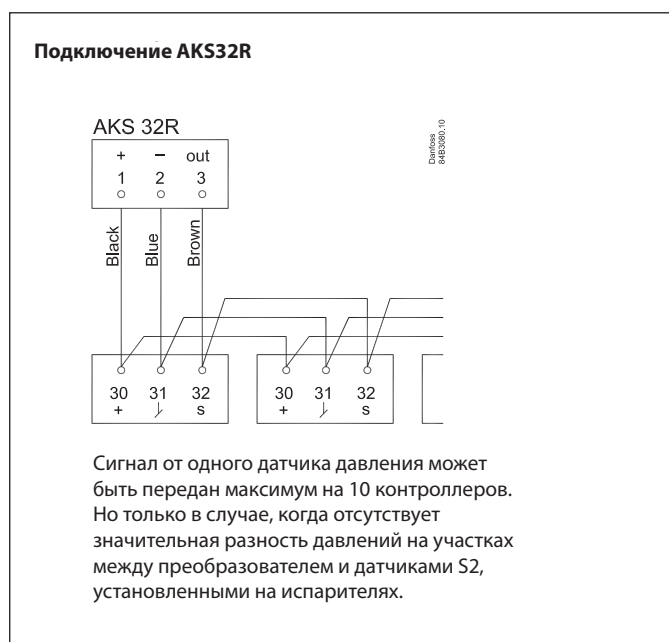 Подключение AKS32R
AKS 32R
+ – out
1 2 3
Black Blue Brown
Danfoss
84B3080.10
30 31 32
+ s
30 31 32
+ s
Сигнал от одного датчика давления может
быть передан максимум на 10 контроллеров.
Но только в случае, когда отсутствует
значительная разность давлений на участках
между преобразователем и датчиками S2,
установленными на испарителях.